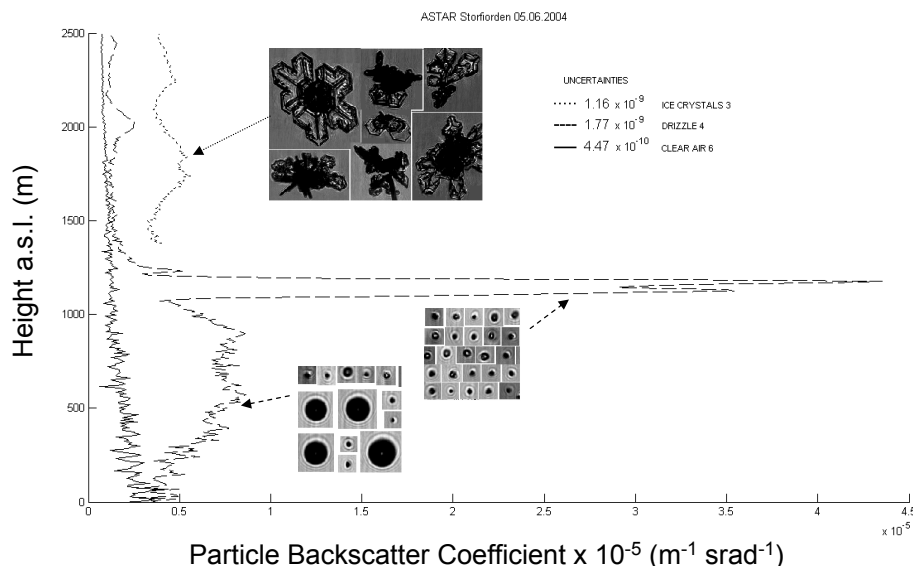 ASTAR Storfiorden 05.06.2004
UNCERTAINTIES
1.16 x 10⁻⁹ ICE CRYSTALS 3
1.77 x 10⁻⁹ DRIZZLE 4
4.47 x 10⁻¹⁰ CLEAR AIR 6
Height a.s.l. (m)
2500
2000
1500
1000
500
0
0 0.5 1 1.5 2 2.5 3 3.5 4 4.5
x 10⁻⁵
Particle Backscatter Coefficient x 10⁻⁵ (m⁻¹ srad⁻¹)